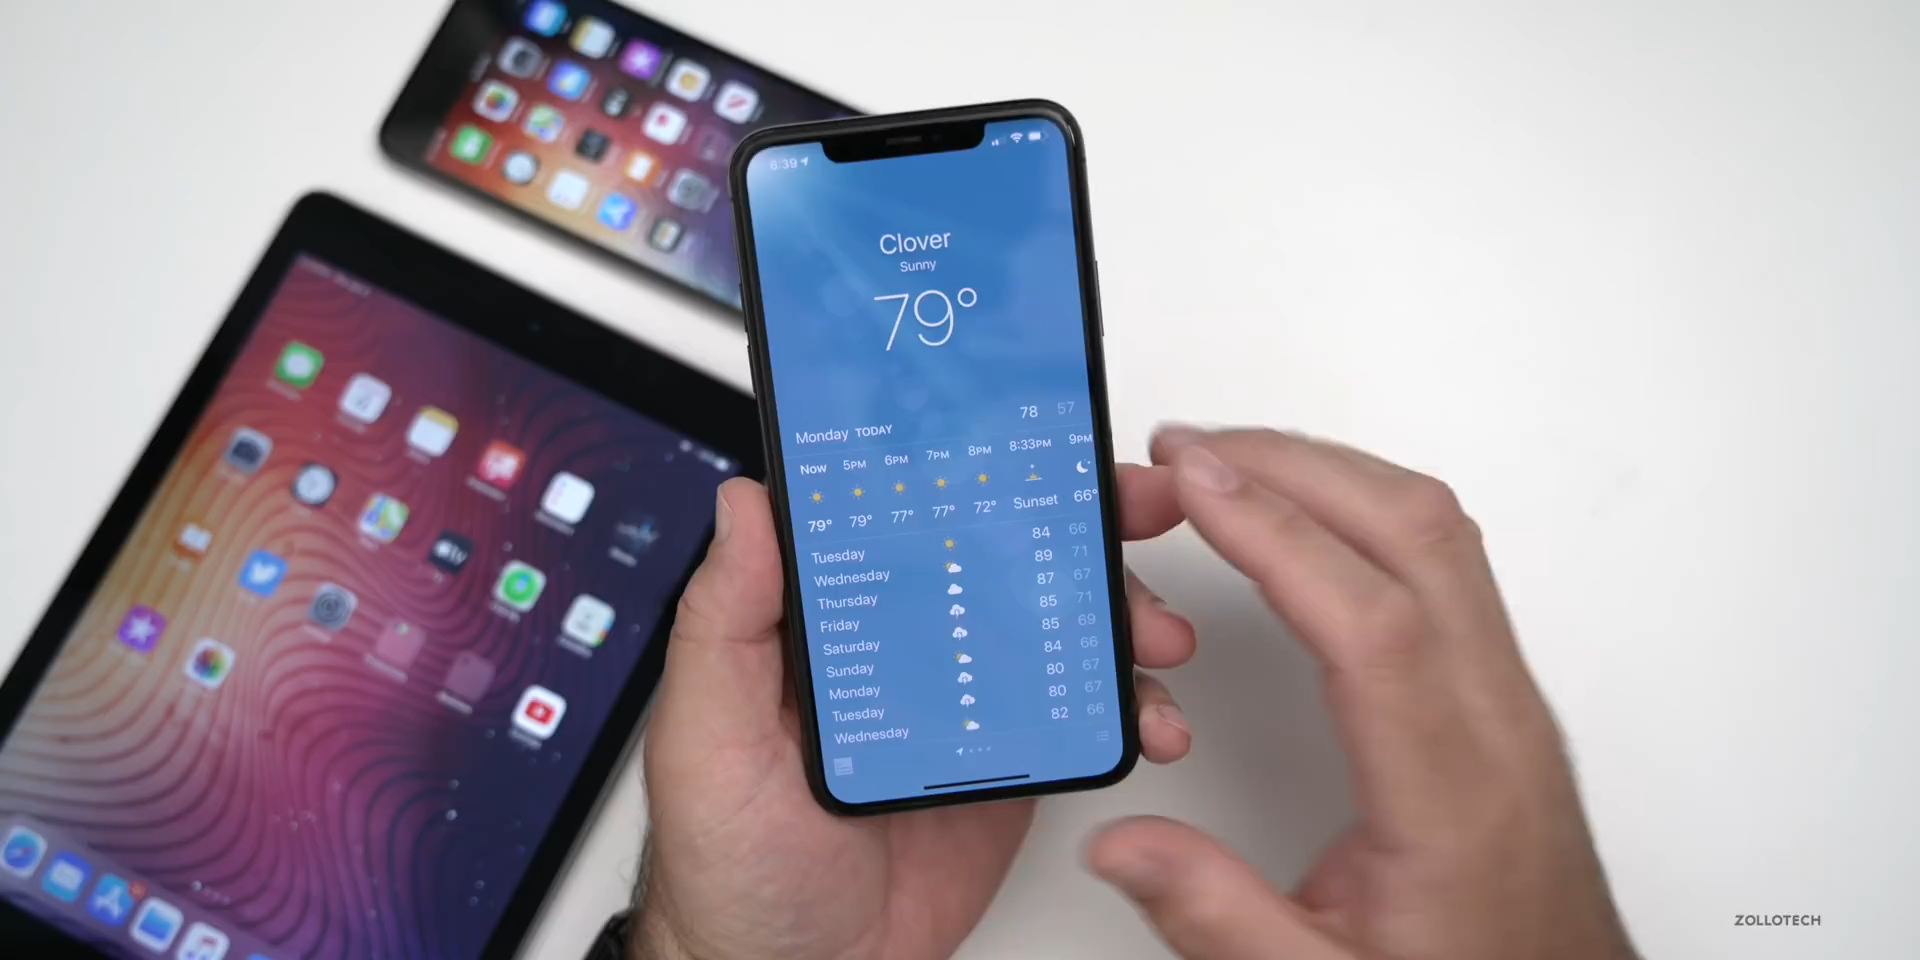 6:39
Clover
Sunny
79°
Monday TODAY 78 57
Now 5PM 6PM 7PM 8PM 8:33PM 9PM
79° 79° 77° 77° 72° Sunset 66°
Tuesday 84 66
Wednesday 89 71
Thursday 87 67
Friday 85 71
Saturday 85 69
Sunday 84 66
Monday 80 67
Tuesday 80 67
Wednesday 82 66
tv
ZOLLOTECH